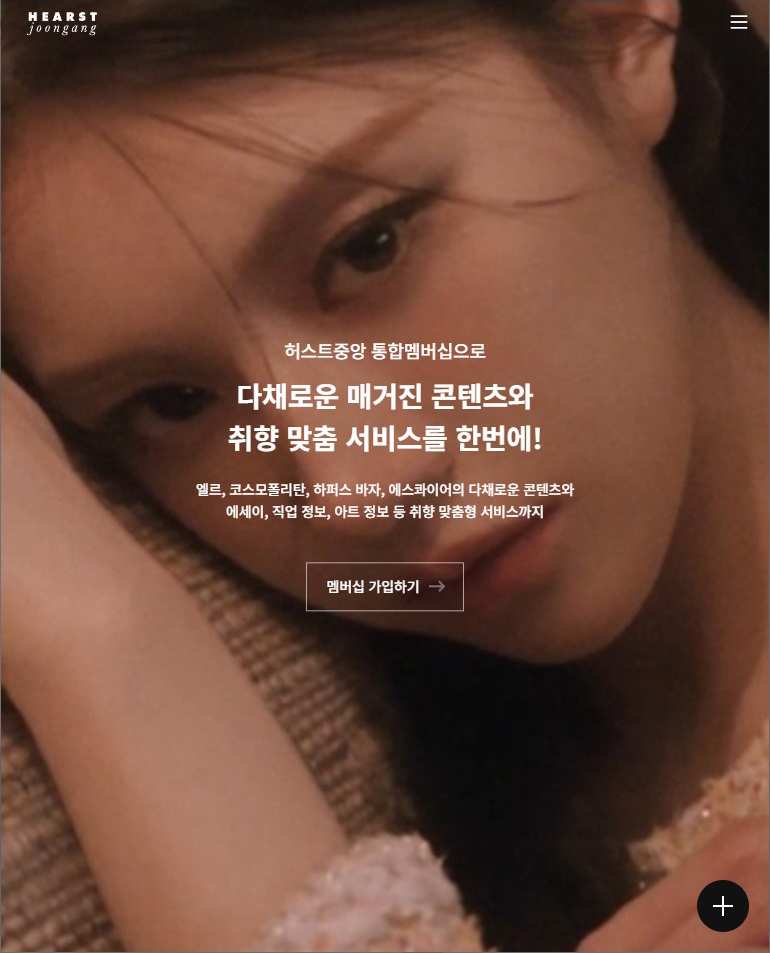 HEARST
joongang
허스트중앙 통합멤버십으로
다채로운 매거진 콘텐츠와
취향 맞춤 서비스를 한번에!
엘르, 코스모폴리탄, 하퍼스 바자, 에스콰이어의 다채로운 콘텐츠와
에세이, 직업 정보, 아트 정보 등 취향 맞춤형 서비스까지
멤버십 가입하기